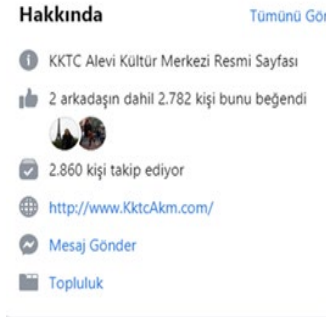 Hakkında
Tümünü Gör
KKTC Alevi Kültür Merkezi Resmi Sayfası
2 arkadaşın dahil 2.782 kişi bunu beğendi
2.860 kişi takip ediyor
http://www.KktcAkm.com/
Mesaj Gönder
Topluluk